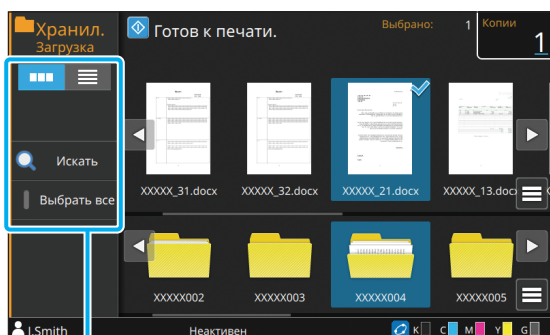 Хранил.
Загрузка
Готов к печати.
Выбрано: 1
Копии
1
Искать
Выбрать все
XXXXX_31.docx
XXXXX_32.docx
XXXXX_21.docx
XXXXX_13.docx
XXXXX002
XXXXX003
XXXXX004
XXXXX005
I.Smith
Неактивен
K C M Y G